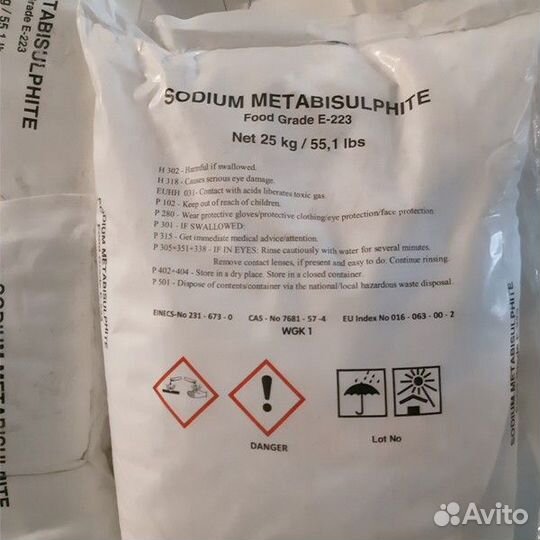 SODIUM METABISULPHITE
Food Grade E-223
Net 25 kg / 55,1 lbs
H 302 - Harmful if swallowed.
H 318 - Causes serious eye damage.
EUHH 031- Contact with acids liberates toxic gas.
P 102 - Keep out of reach of children.
P 280 - Wear protective gloves/protective clothing/eye protection/face protection.
P 301 - IF SWALLOWED:
P 315 - Get immediate medical advice/attention.
P 305+351+338 - IF IN EYES: Rinse cautiously with water for several minutes.
Remove contact lenses, if present and easy to do: Continue rinsing.
P 402+404 - Store in a dry place. Store in a closed container.
P 501 - Dispose of contents/container via the national/local hazardous waste disposal.
EINECS-No 231 - 673 - 0 CAS - No 7681 - 57 -4 EU Index No 016 - 063 - 00 - 2
WGK 1
DANGER
Lot No
SODIUM METABISULPHITE
SODIUM METABISULPHITE
METABISULPHITE
g / 55,1 lb
SODIUM METABISULPHITE
Avito